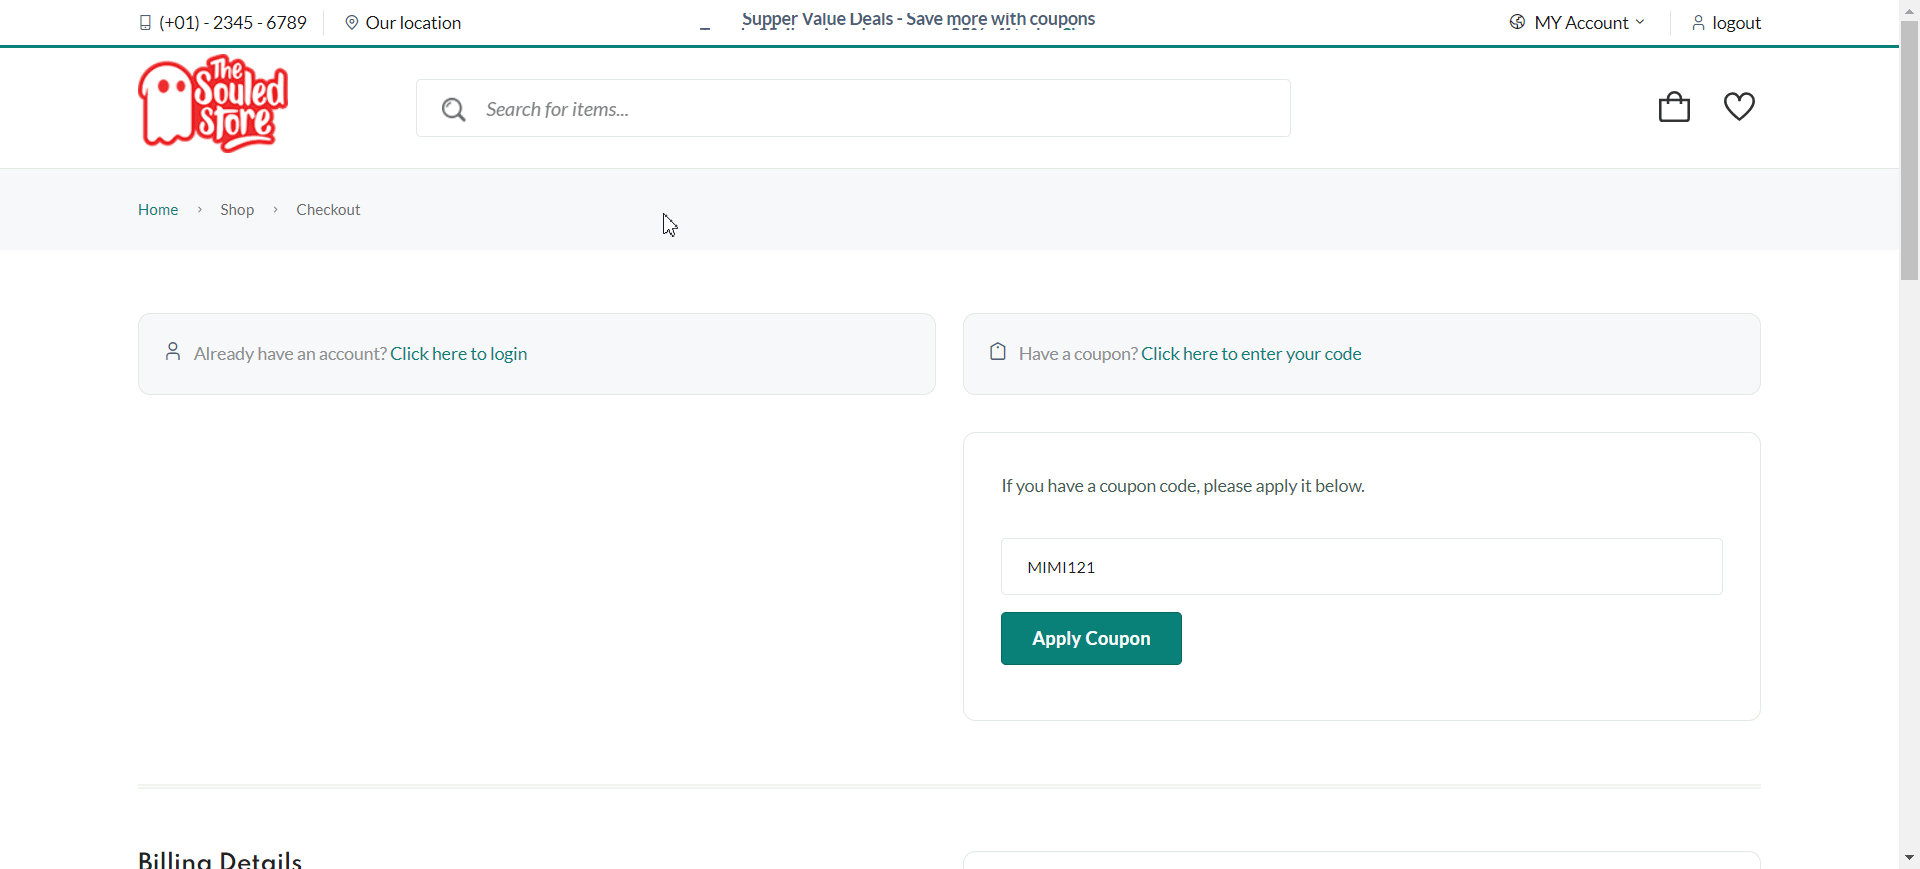 (+01) - 2345 - 6789
Our location
Supper Value Deals - Save more with coupons
MY Account
logout
The
Souled
Store
Search for items...
Home
Shop
Checkout
Already have an account? Click here to login
Have a coupon? Click here to enter your code
If you have a coupon code, please apply it below.
MIMI121
Apply Coupon
Billing Details